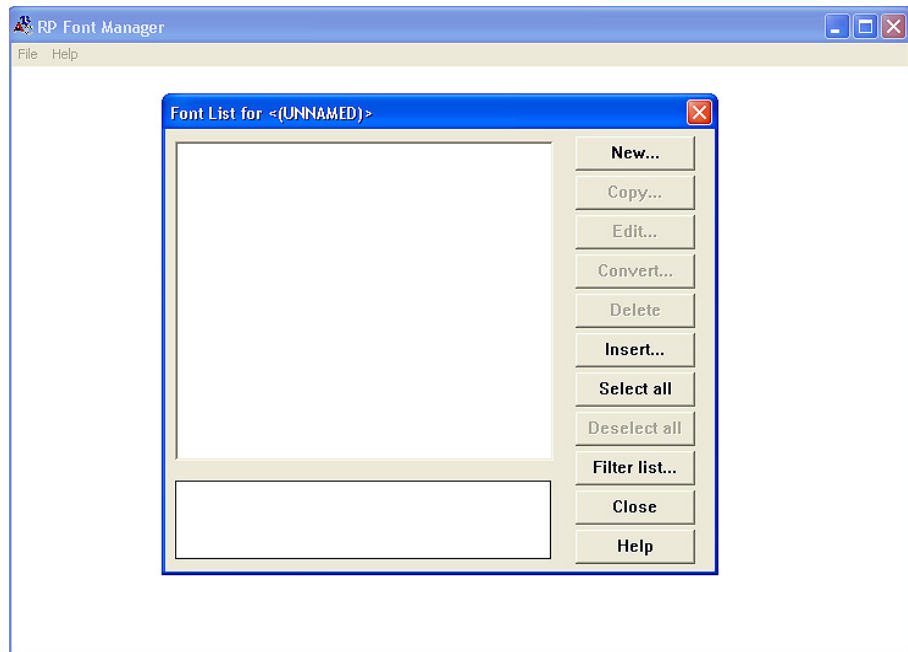 RP Font Manager
File Help
Font List for <(UNNAMED)>
New...
Copy...
Edit...
Convert...
Delete
Insert...
Select all
Deselect all
Filter list...
Close
Help